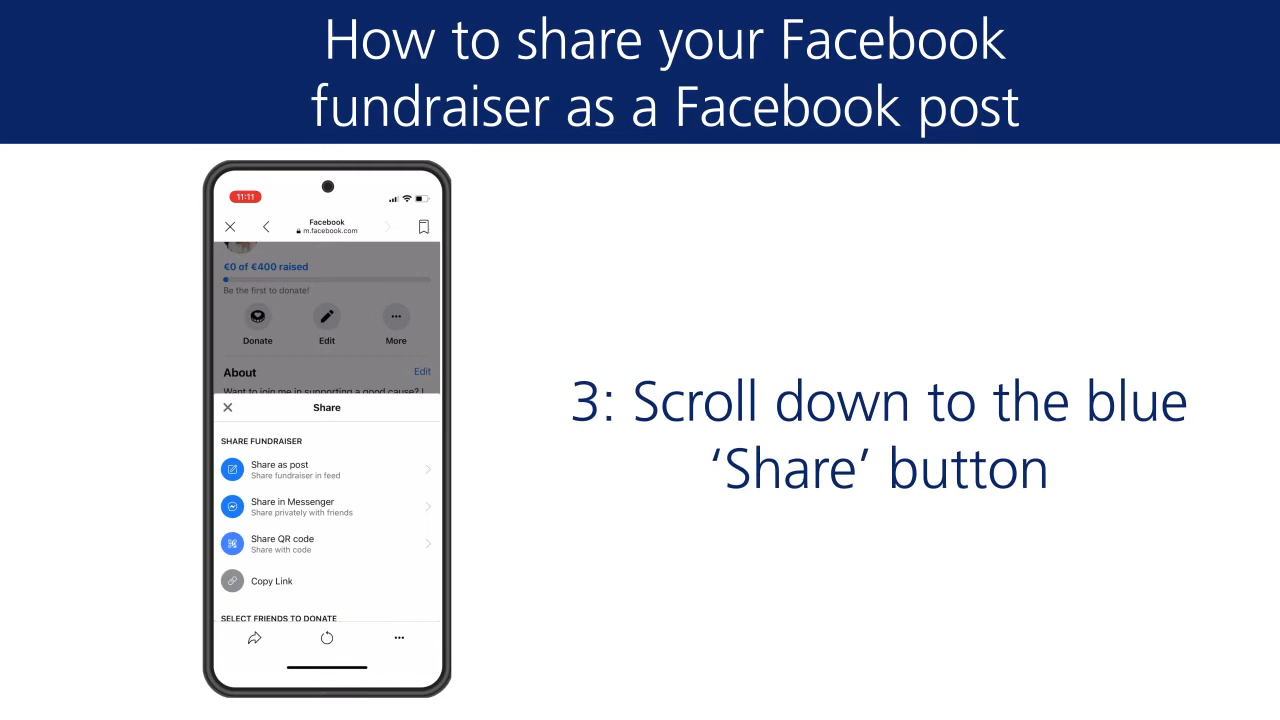 How to share your Facebook
fundraiser as a Facebook post
11:11
Facebook
m.facebook.com
€0 of €400 raised
Be the first to donate!
Donate
Edit
More
About
Edit
Want to join me in supporting a good cause? I
Share
SHARE FUNDRAISER
Share as post
Share fundraiser in feed
Share in Messenger
Share privately with friends
Share QR code
Share with code
Copy Link
SELECT FRIENDS TO DONATE
3: Scroll down to the blue
‘Share’ button